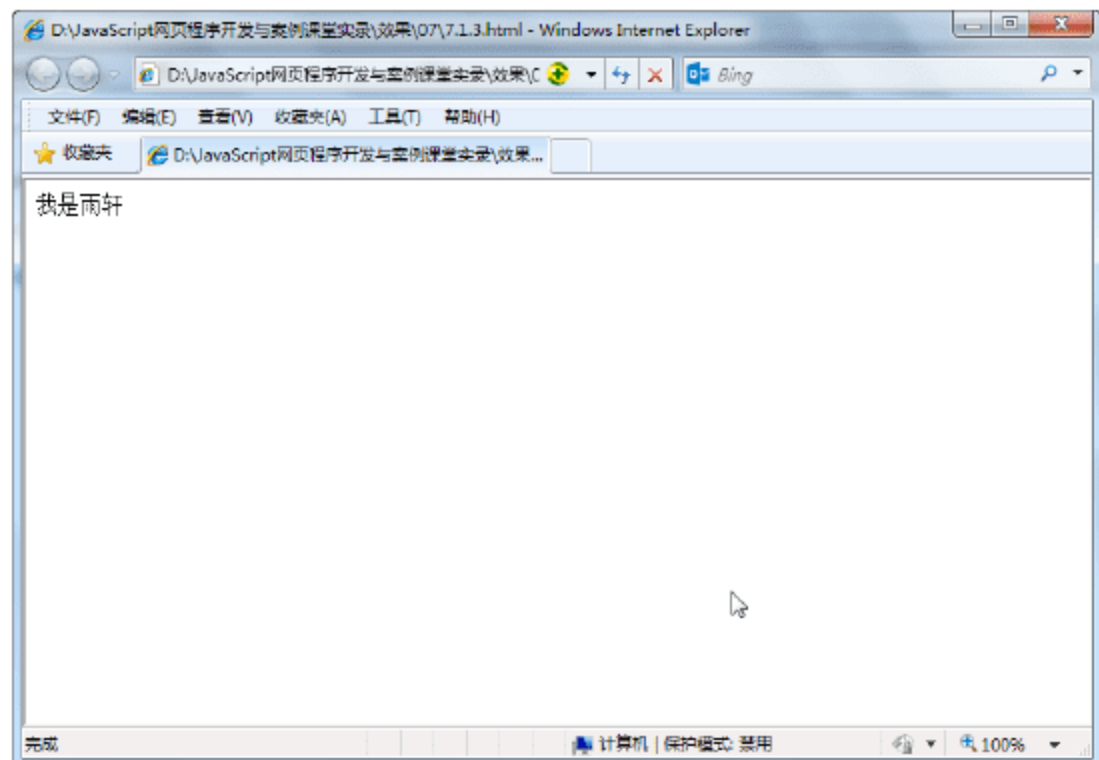 D:\JavaScript网页程序开发与案例课堂实录\效果\07\7.1.3.html - Windows Internet Explorer
D:\JavaScript网页程序开发与案例课堂实录\效果\C Bing
文件(F) 编辑(E) 查看(V) 收藏夹(A) 工具(T) 帮助(H)
收藏夹 D:\JavaScript网页程序开发与案例课堂实录\效果...
我是雨轩
完成 计算机 | 保护模式: 禁用 100%